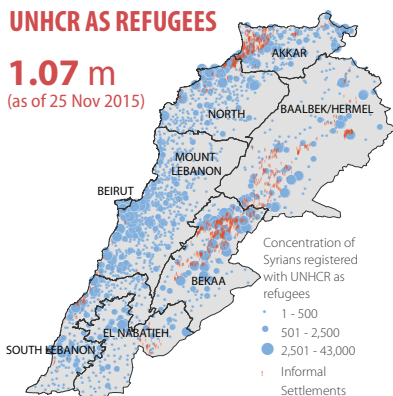 UNHCR AS REFUGEES
1.07 m
(as of 25 Nov 2015)
AKKAR
BAALBEK/HERMEL
NORTH
MOUNT
LEBANON
BEIRUT
BEKAA
EL NABATIEH
SOUTH LEBANON
Concentration of
Syrians registered
with UNHCR as
refugees
1 - 500
501 - 2,500
2,501 - 43,000
Informal
Settlements